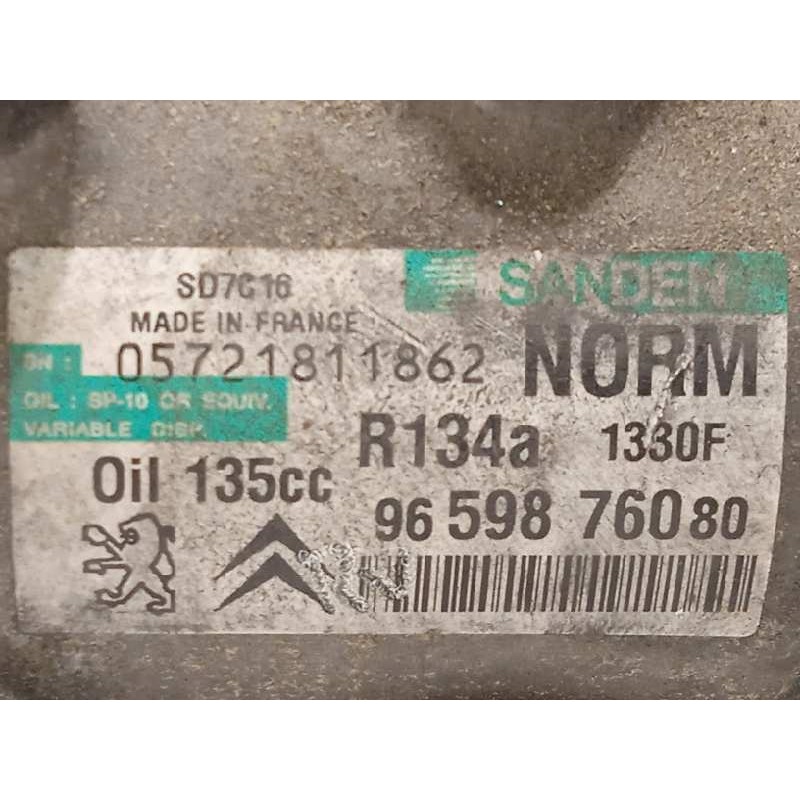 SD7C16
SANDEN
MADE IN FRANCE
SN : 05721811862 NORM
OIL : SP-10 OR EQUIV.
VARIABLE DISP.
R134a 1330F
Oil 135cc
96 598 760 80